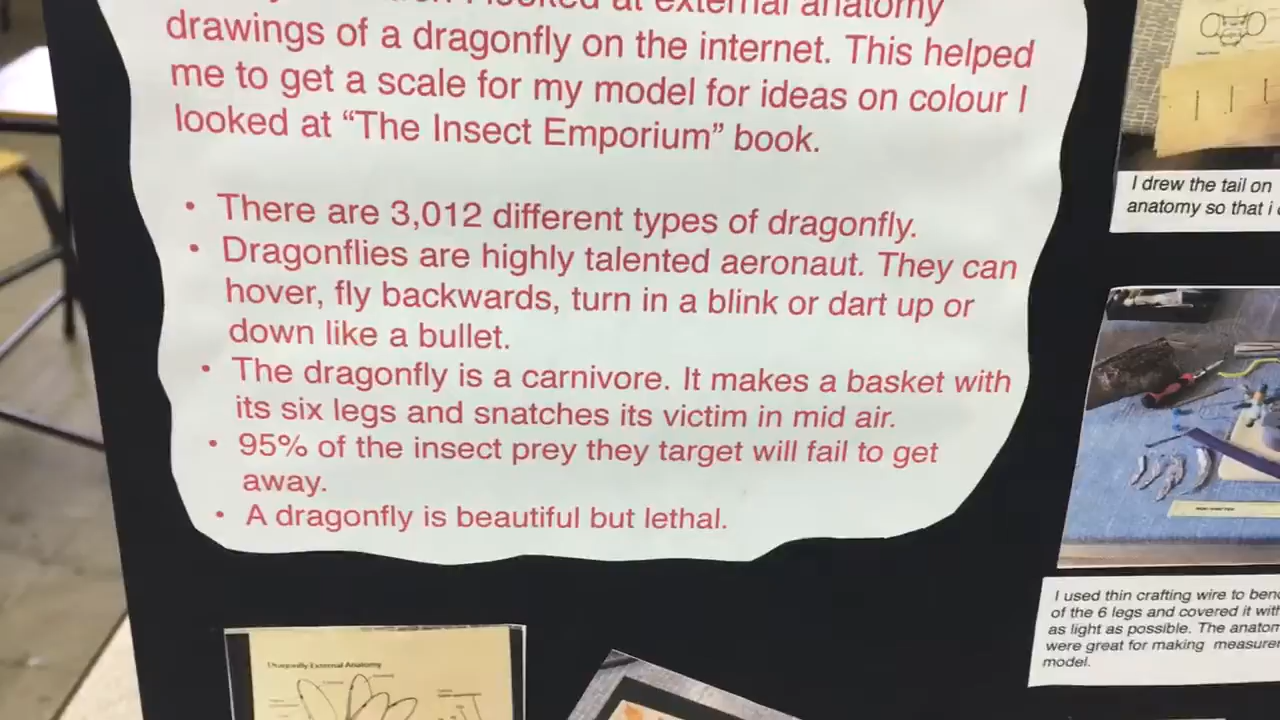 looked at external anatomy
drawings of a dragonfly on the internet. This helped
me to get a scale for my model for ideas on colour I
looked at “The Insect Emporium” book.
• There are 3,012 different types of dragonfly.
• Dragonflies are highly talented aeronaut. They can
hover, fly backwards, turn in a blink or dart up or
down like a bullet.
• The dragonfly is a carnivore. It makes a basket with
its six legs and snatches its victim in mid air.
• 95% of the insect prey they target will fail to get
away.
• A dragonfly is beautiful but lethal.
I drew the tail on
anatomy so that i
I used thin crafting wire to
of the 6 legs and covered it
as light as possible. The
were great for making
model.
Dragonfly External Anatomy